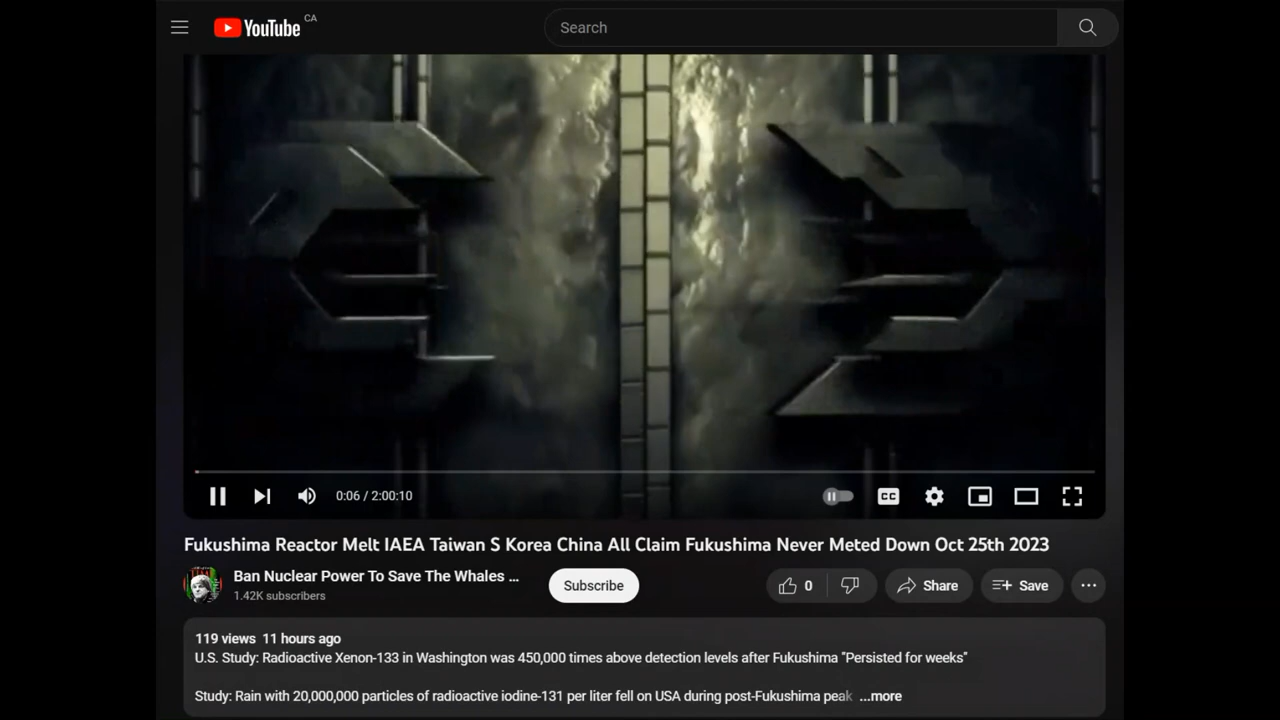 YouTube CA
Search
0:06 / 2:00:10
CC
Fukushima Reactor Melt IAEA Taiwan S Korea China All Claim Fukushima Never Meted Down Oct 25th 2023
Ban Nuclear Power To Save The Whales ...
1.42K subscribers
Subscribe
0
Share
Save
119 views 11 hours ago
U.S. Study: Radioactive Xenon-133 in Washington was 450,000 times above detection levels after Fukushima "Persisted for weeks"
Study: Rain with 20,000,000 particles of radioactive iodine-131 per liter fell on USA during post-Fukushima peak ...more